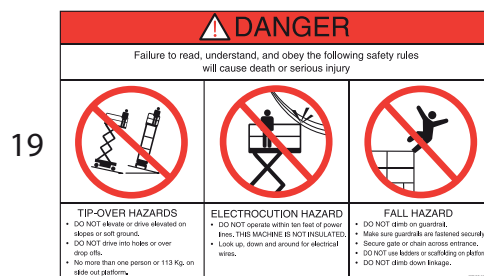 19
DANGER
Failure to read, understand, and obey the following safety rules
will cause death or serious injury
TIP-OVER HAZARDS
• DO NOT elevate or drive elevated on
slopes or soft ground.
• DO NOT drive into holes or over
drop offs.
• No more than one person or 113 Kg. on
slide out platform.
ELECTROCUTION HAZARD
• DO NOT operate within ten feet of power
lines. THIS MACHINE IS NOT INSULATED.
• Look up, down and around for electrical
wires.
FALL HAZARD
• DO NOT climb on guardrail.
• Make sure guardrails are fastened securely
• Secure gate or chain across entrance.
• DO NOT use ladders or scaffolding on platform
• DO NOT climb down linkage.